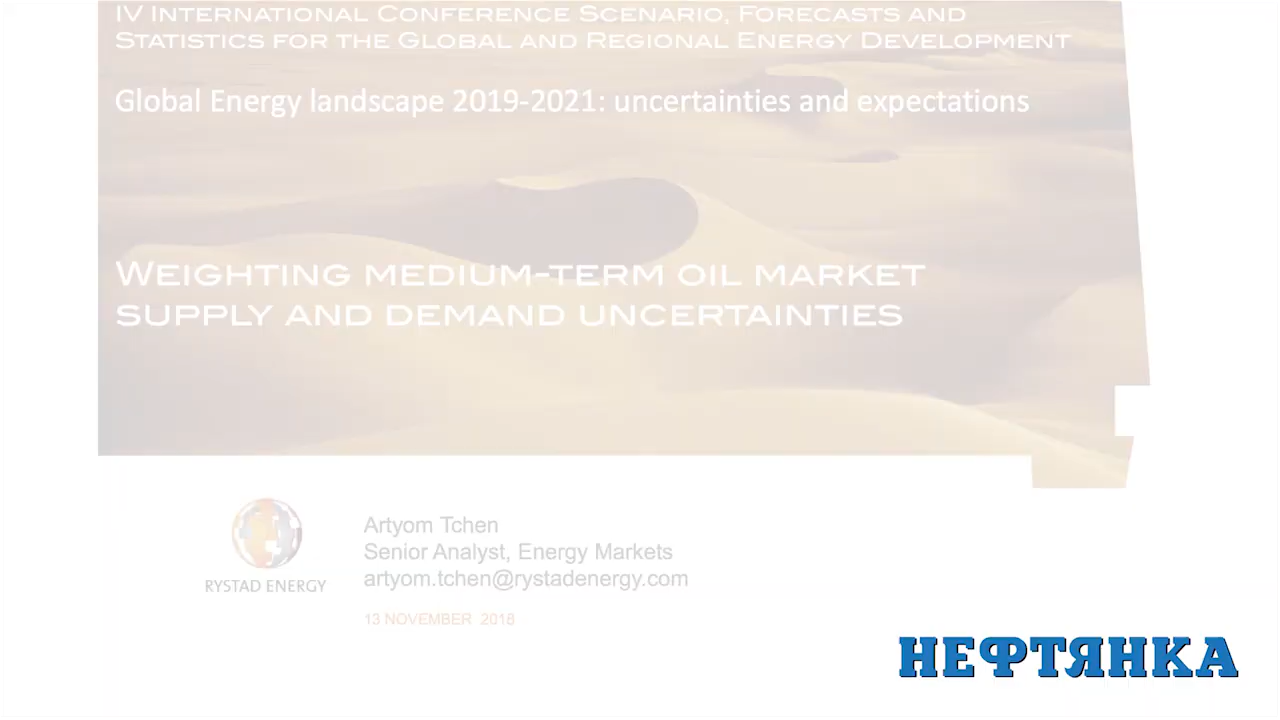 IV International Conference Scenario, Forecasts and
Statistics for the Global and Regional Energy Development
Global Energy landscape 2019-2021: uncertainties and expectations
Weighting medium-term oil market
supply and demand uncertainties
RYSTAD ENERGY
Artyom Tchen
Senior Analyst, Energy Markets
artyom.tchen@rystadenergy.com
13 NOVEMBER 2018
НЕФТЯНКА